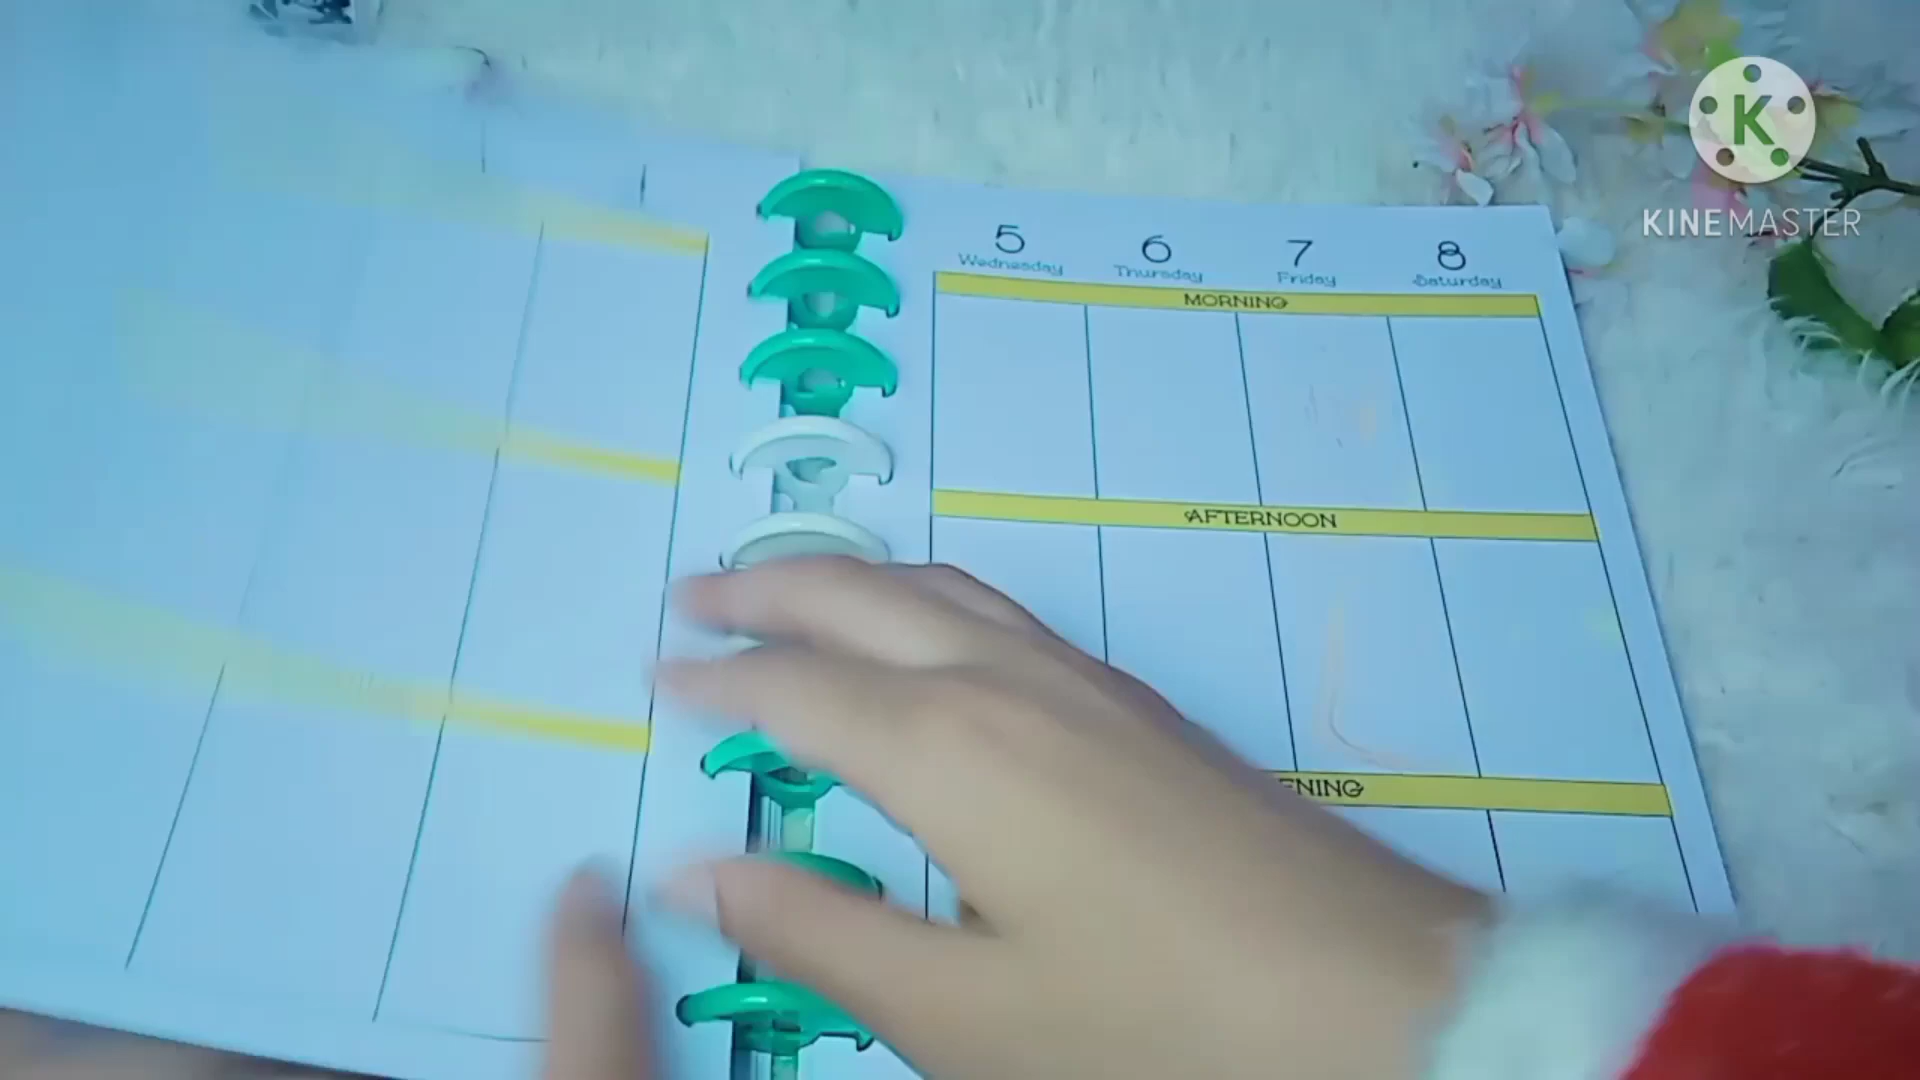 K
KINEMASTER
5 6 7 8
Wednesday Thursday Friday Saturday
MORNING
AFTERNOON
ENING